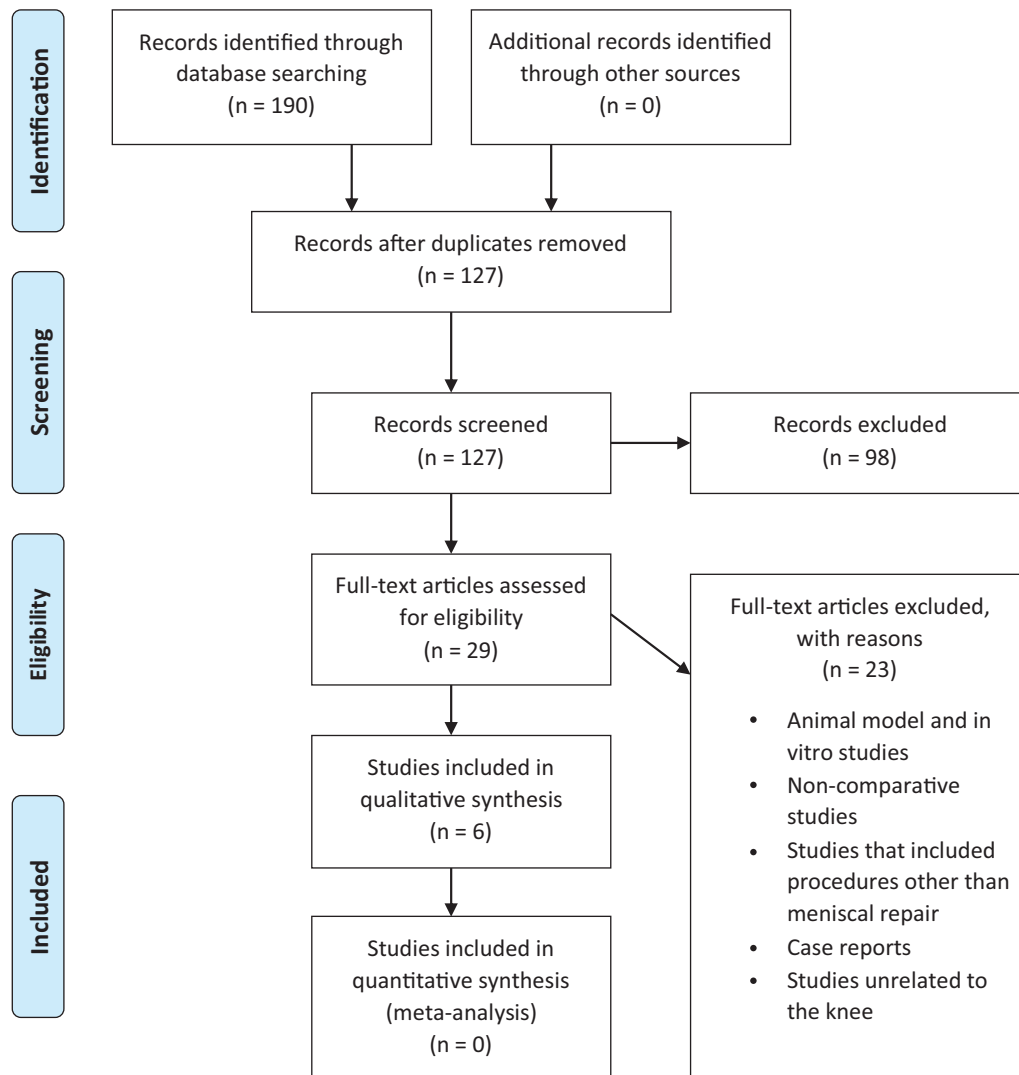 Identification
Records identified through
database searching
(n = 190)
Additional records identified
through other sources
(n = 0)
Records after duplicates removed
(n = 127)
Screening
Records screened
(n = 127)
Records excluded
(n = 98)
Eligibility
Full-text articles assessed
for eligibility
(n = 29)
Full-text articles excluded,
with reasons
(n = 23)
• Animal model and in
vitro studies
• Non-comparative
studies
• Studies that included
procedures other than
meniscal repair
• Case reports
• Studies unrelated to
the knee
Included
Studies included in
qualitative synthesis
(n = 6)
Studies included in
quantitative synthesis
(meta-analysis)
(n = 0)